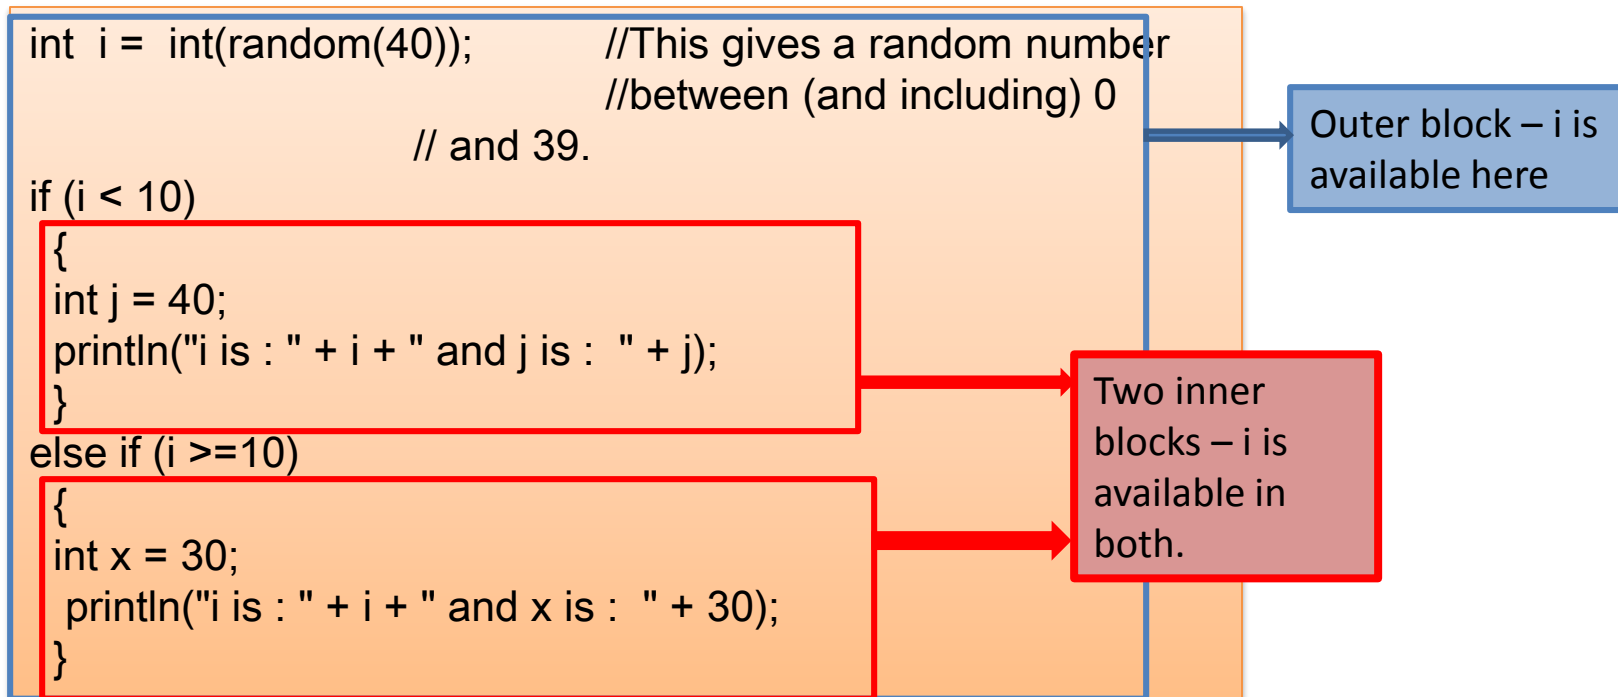 int  i =  int(random(40));          //This gives a random number
//between (and including) 0
// and 39.
if (i < 10)
{
int j = 40;
println("i is : " + i + " and j is :  " + j);
}
else if (i >=10)
{
int x = 30;
println("i is : " + i + " and x is :  " + 30);
}
Outer block – i is
available here
Two inner
blocks – i is
available in
both.